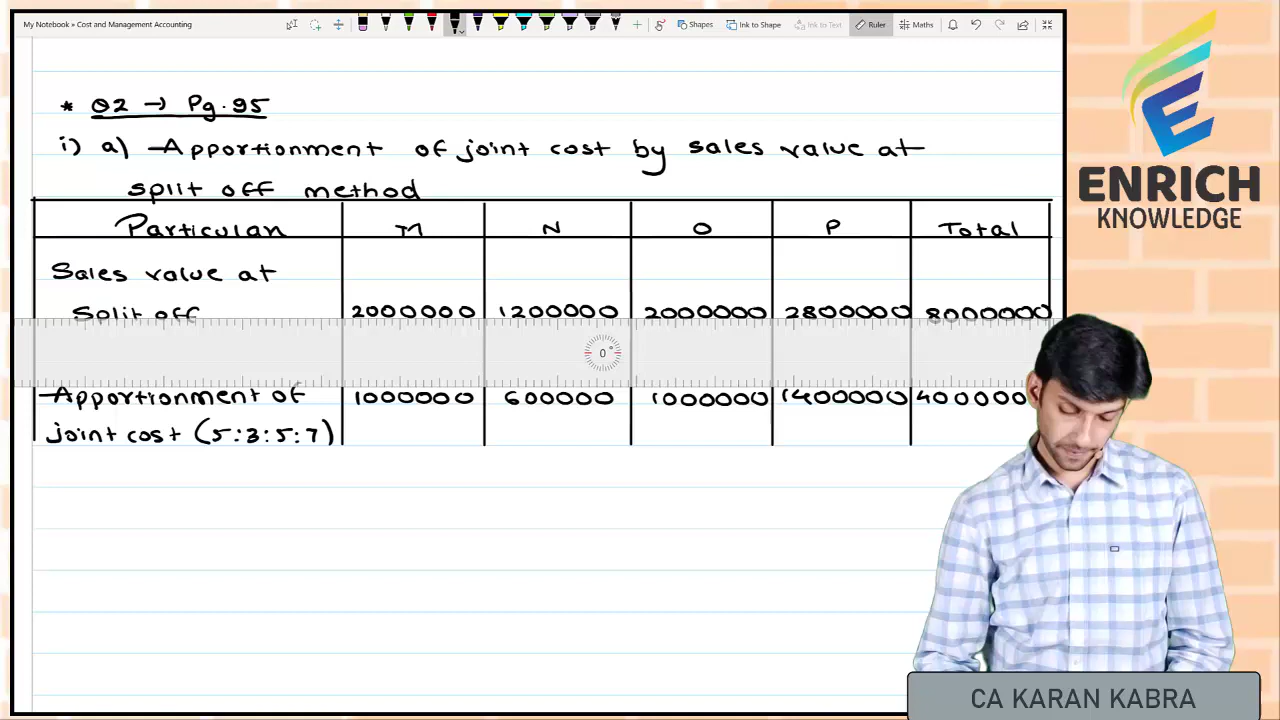 My Notebook » Cost and Management Accounting
Shapes Ink to Shape Ink to Text Ruler Maths
* Q2 → Pg.95
i) a) Apportionment of joint cost by sales value at
split off method
Particulars M N O P Total
Sales value at
Split off 2000000 1200000 2000000 2800000 8000000
0°
Apportionment of 1000000 600000 1000000 1400000 400000
joint cost (5:3:5:7)
ENRICH
KNOWLEDGE
CA KARAN KABRA